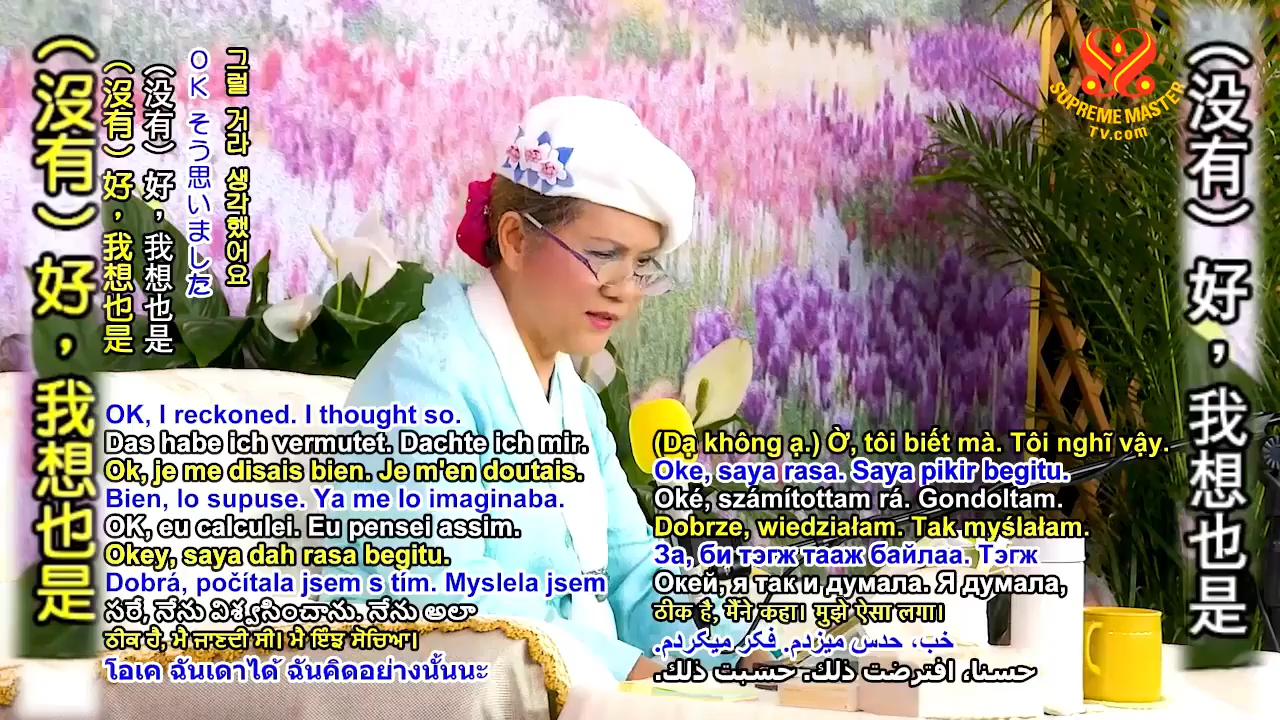 （沒有）好，我想也是
（沒有）好，我想也是
（没有）好，我想也是
OK そう思いました
그럴 거라 생각했어요
SUPREME MASTER
TV.com
（没有）好，我想也是
OK, I reckoned. I thought so.
Das habe ich vermutet. Dachte ich mir.
Ok, je me disais bien. Je m'en doutais.
Bien, lo supuse. Ya me lo imaginaba.
OK, eu calculei. Eu pensei assim.
Okey, saya dah rasa begitu.
Dobrá, počítala jsem s tím. Myslela jsem
సరే, నేను విశ్వసించాను. నేను అలా
ਠੀਕ ਹੈ, ਮੈਂ ਜਾਣਦੀ ਸੀ। ਮੈਂ ਇੰਝ ਸੋਚਿਆ।
โอเค ฉันเดาได้ ฉันคิดอย่างนั้นนะ
(Dạ không ạ.) Ờ, tôi biết mà. Tôi nghĩ vậy.
Oke, saya rasa. Saya pikir begitu.
Oké, számítottam rá. Gondoltam.
Dobrze, wiedziałam. Tak myślałam.
За, би тэгж тааж байлаа. Тэгж
Окей, я так и думала. Я думала,
ठीक है, मैंने कहा। मुझे ऐसा लगा।
خب، حدس میزدم. فکر میکردم.
حسنا، افترضت ذلك. حسبت ذلك.